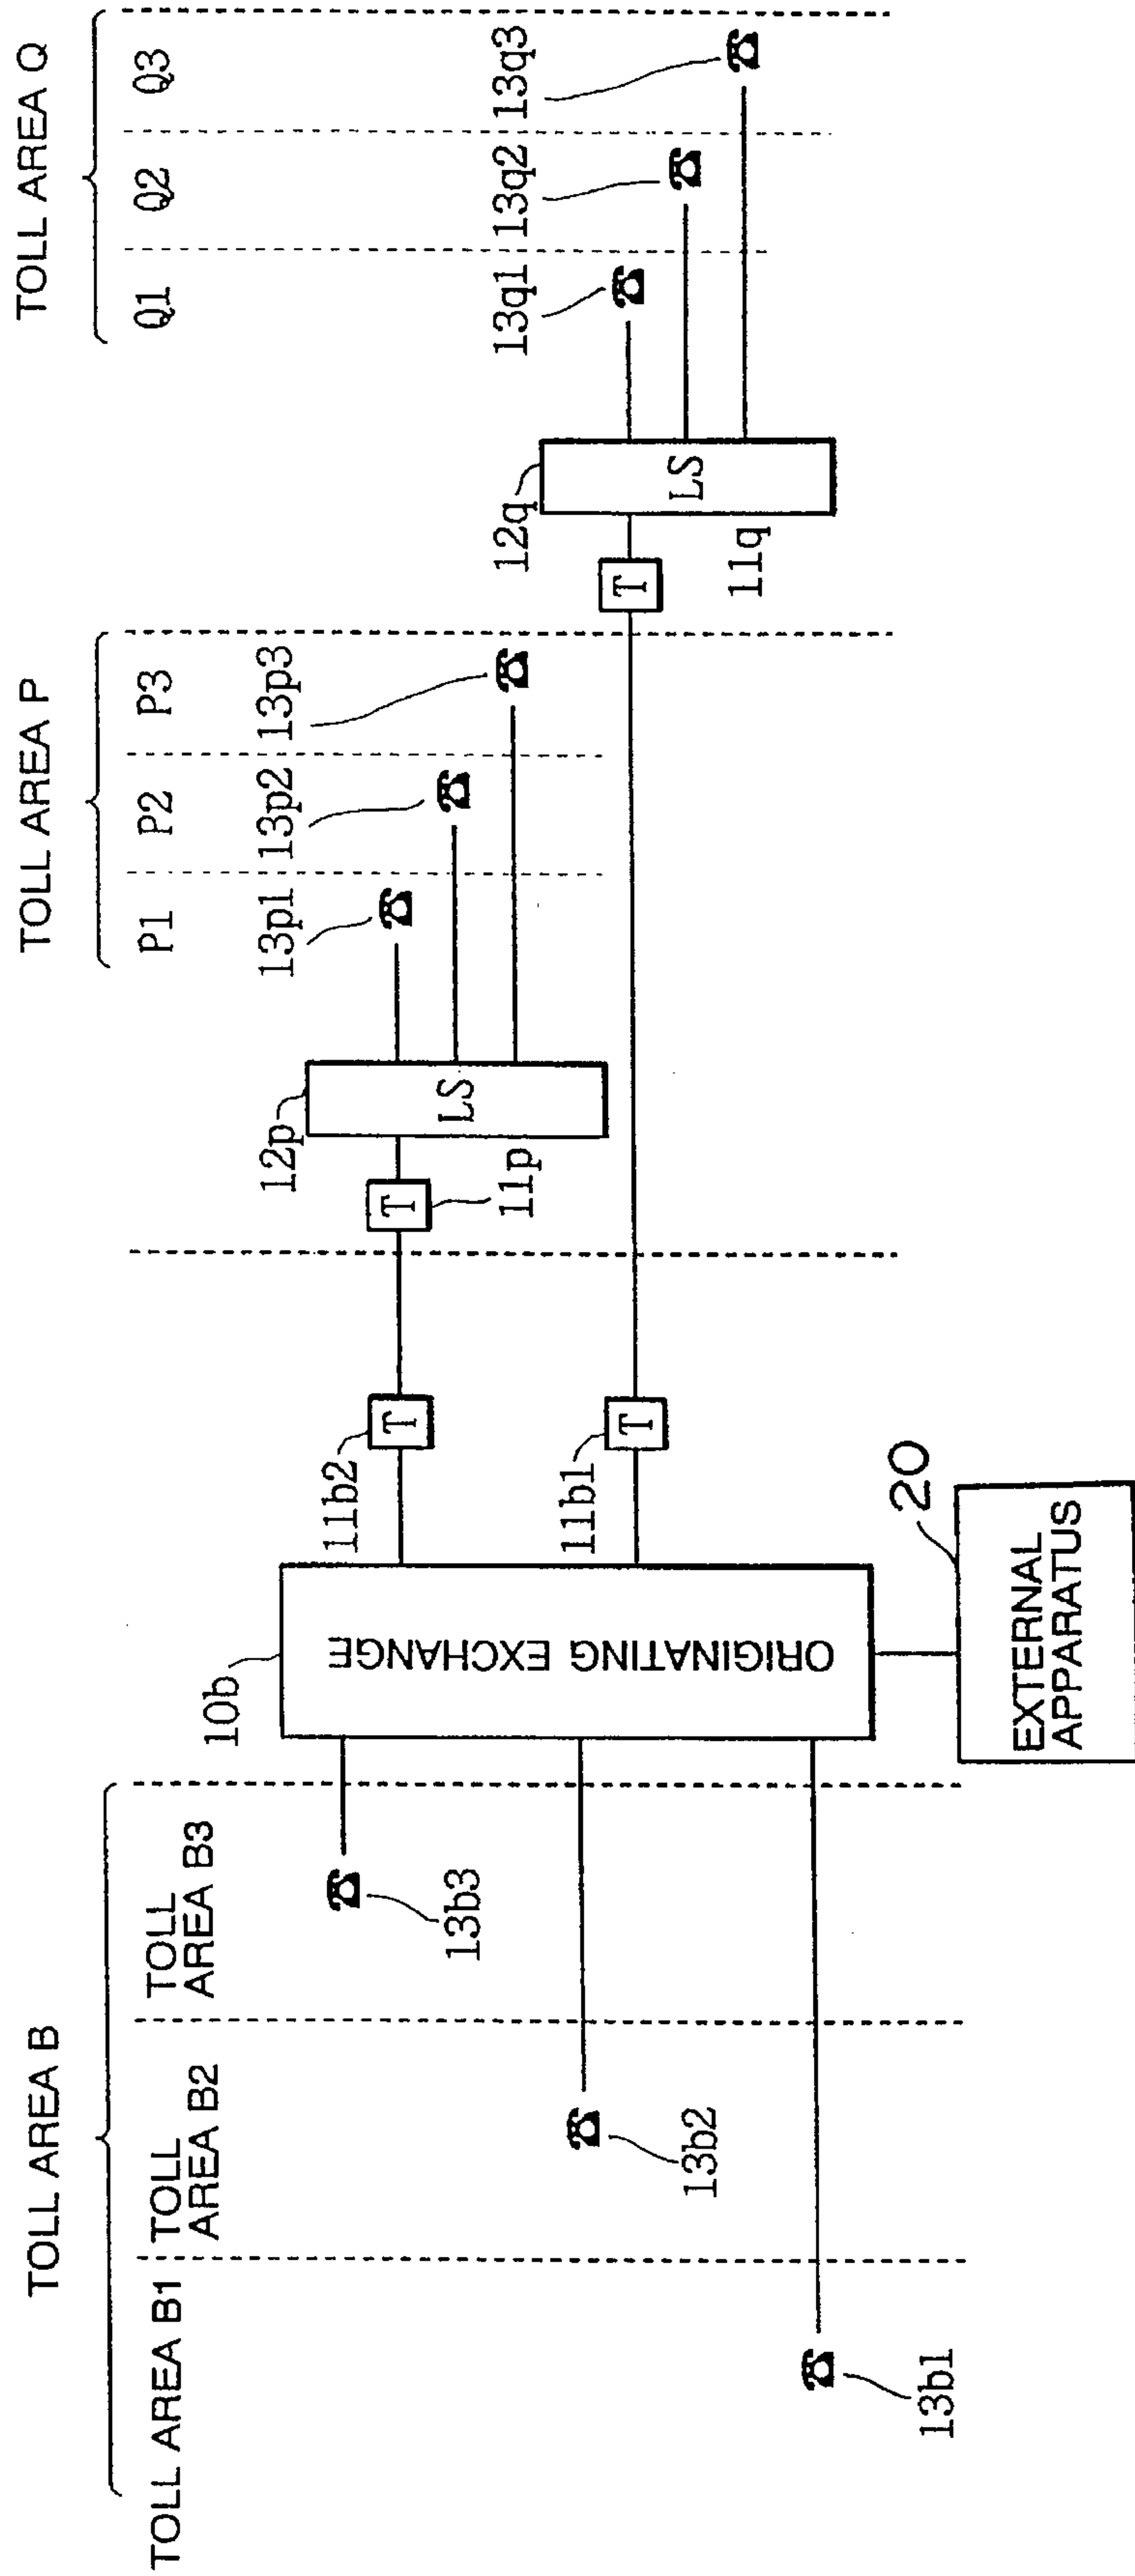 TOLL AREA B
TOLL AREA P
TOLL AREA Q
TOLL AREA B1
TOLL
AREA B2
TOLL
AREA B3
P1
P2
P3
Q1
Q2
Q3
10b
12p
13p1
13p2
13p3
11b2
T
T
11p
LS
13b3
ORIGINATING EXCHANGE
12q
13q1
13q2
13q3
13b2
11b1
T
T
LS
11q
13b1
20
EXTERNAL
APPARATUS